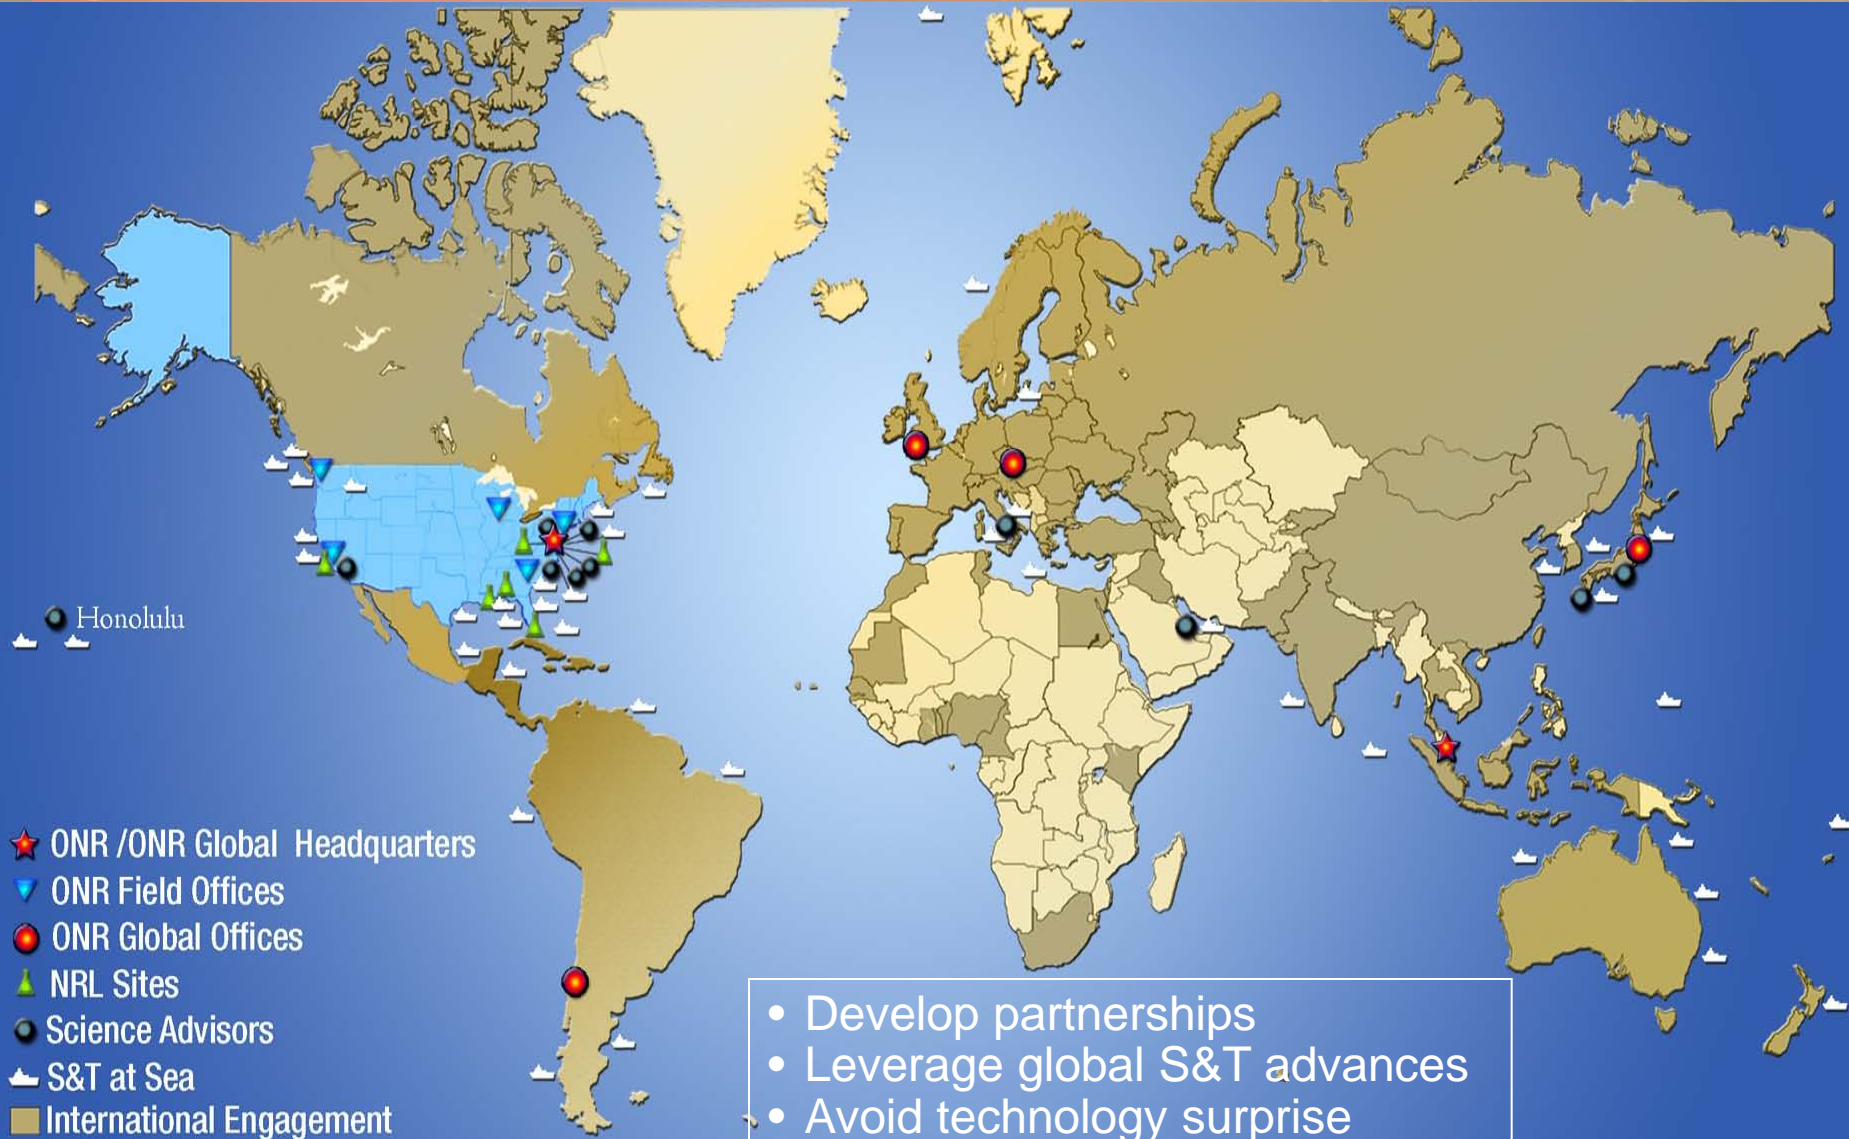 Honolulu
ONR /ONR Global Headquarters
ONR Field Offices
ONR Global Offices
NRL Sites
Science Advisors
S&T at Sea
International Engagement
• Develop partnerships
• Leverage global S&T advances
• Avoid technology surprise